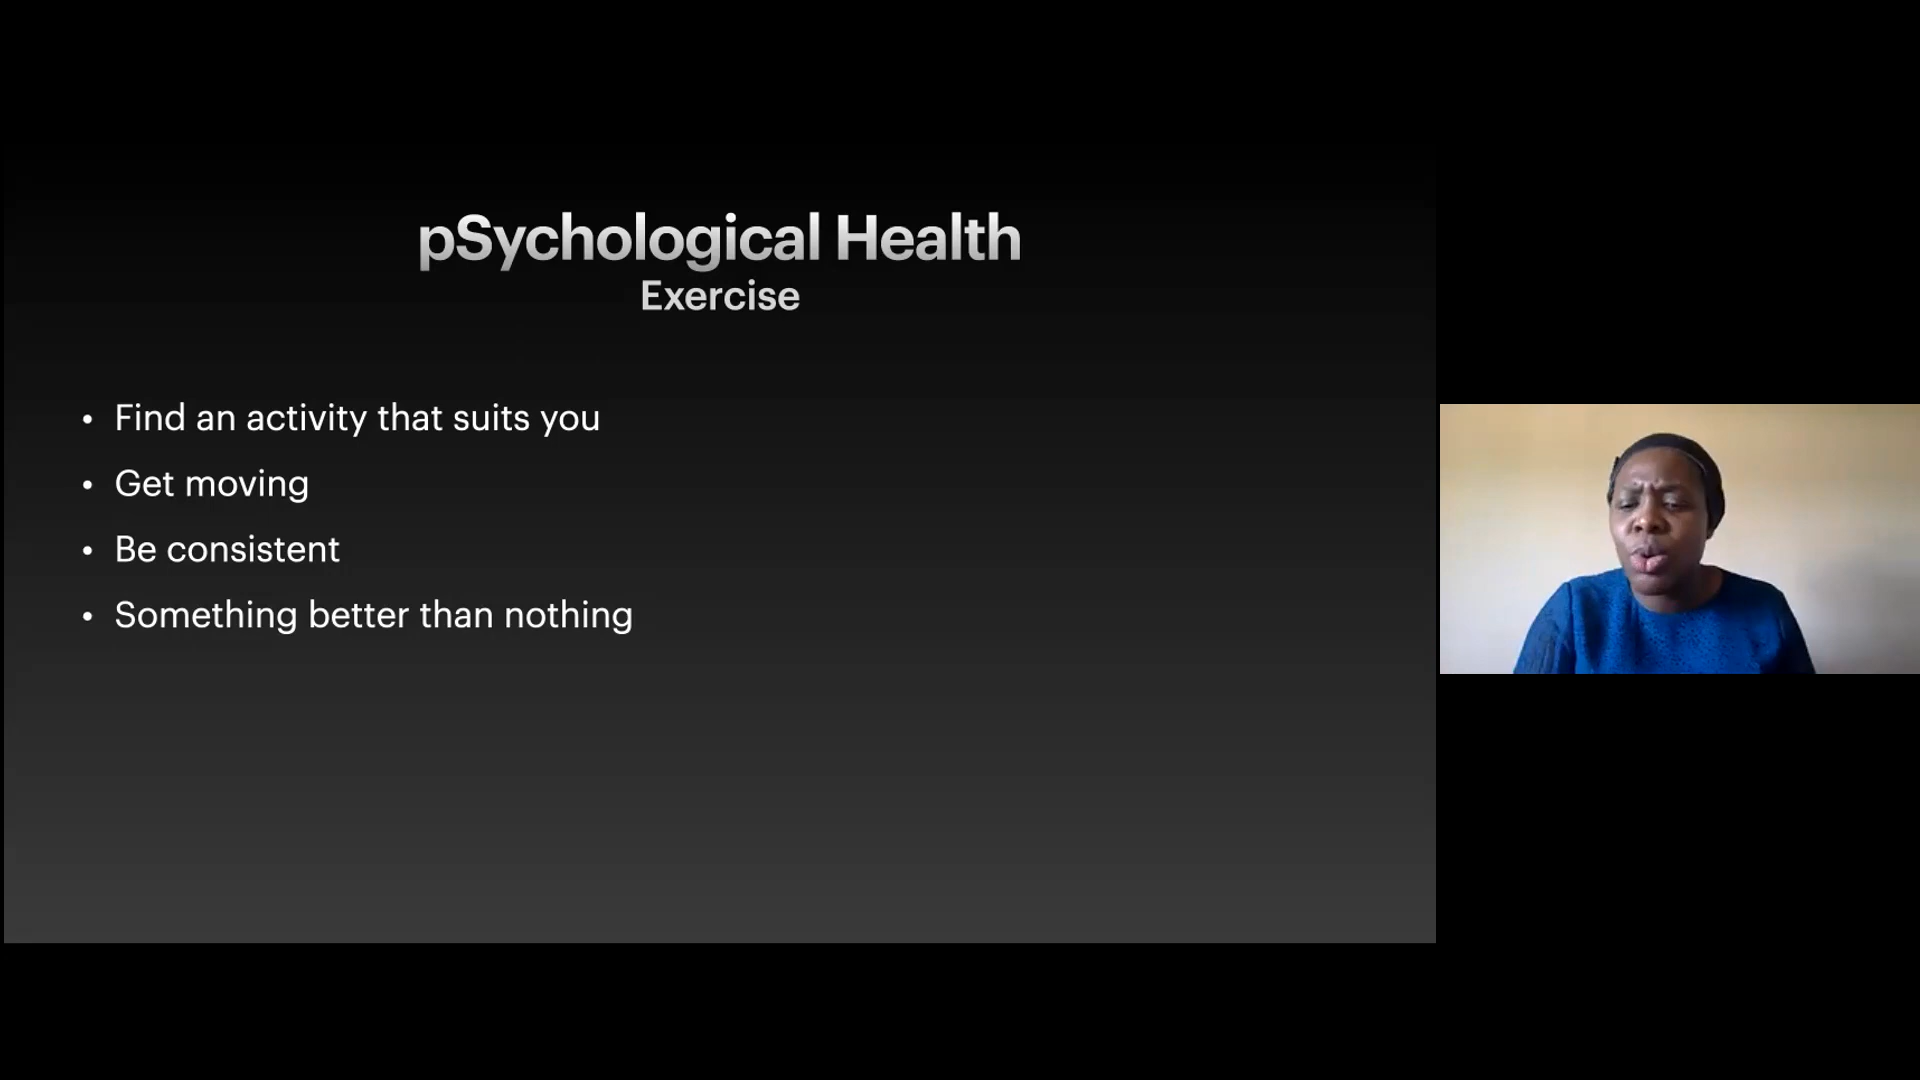 pSychological Health
Exercise
• Find an activity that suits you
• Get moving
• Be consistent
• Something better than nothing